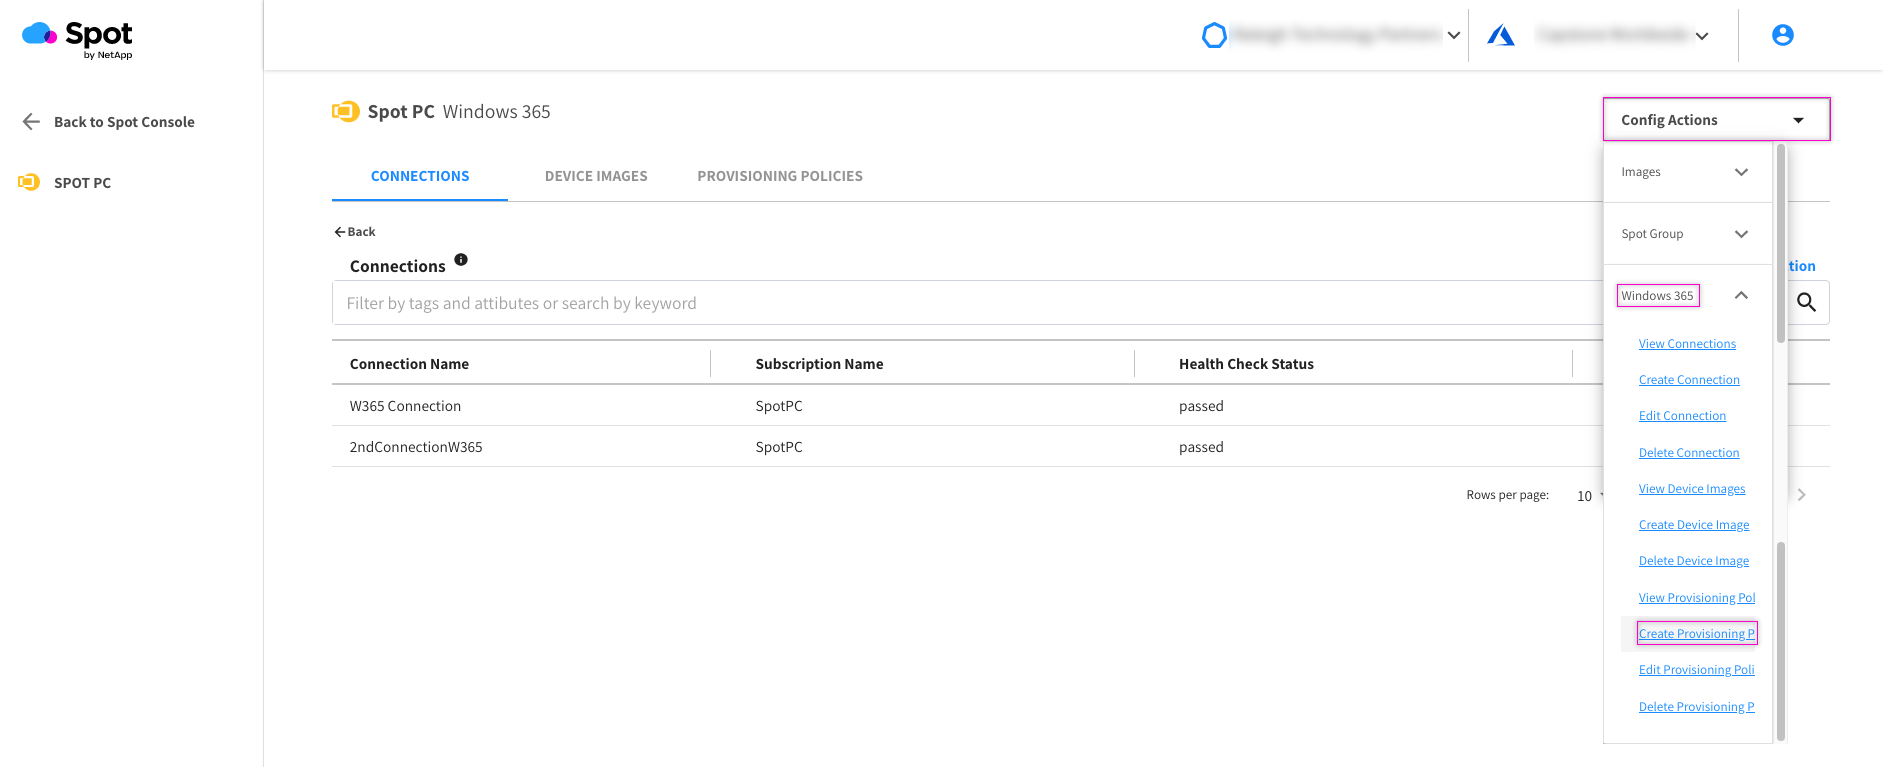 Spot
by NetApp
Back to Spot Console
SPOT PC
Spot PC Windows 365
Config Actions
CONNECTIONS DEVICE IMAGES PROVISIONING POLICIES
Back
Connections
tion
Filter by tags and attibutes or search by keyword
Connection Name Subscription Name Health Check Status
W365 Connection SpotPC passed
2ndConnectionW365 SpotPC passed
Rows per page: 10
Images
Spot Group
Windows 365
View Connections
Create Connection
Edit Connection
Delete Connection
View Device Images
Create Device Image
Delete Device Image
View Provisioning Pol
Create Provisioning P
Edit Provisioning Poli
Delete Provisioning P